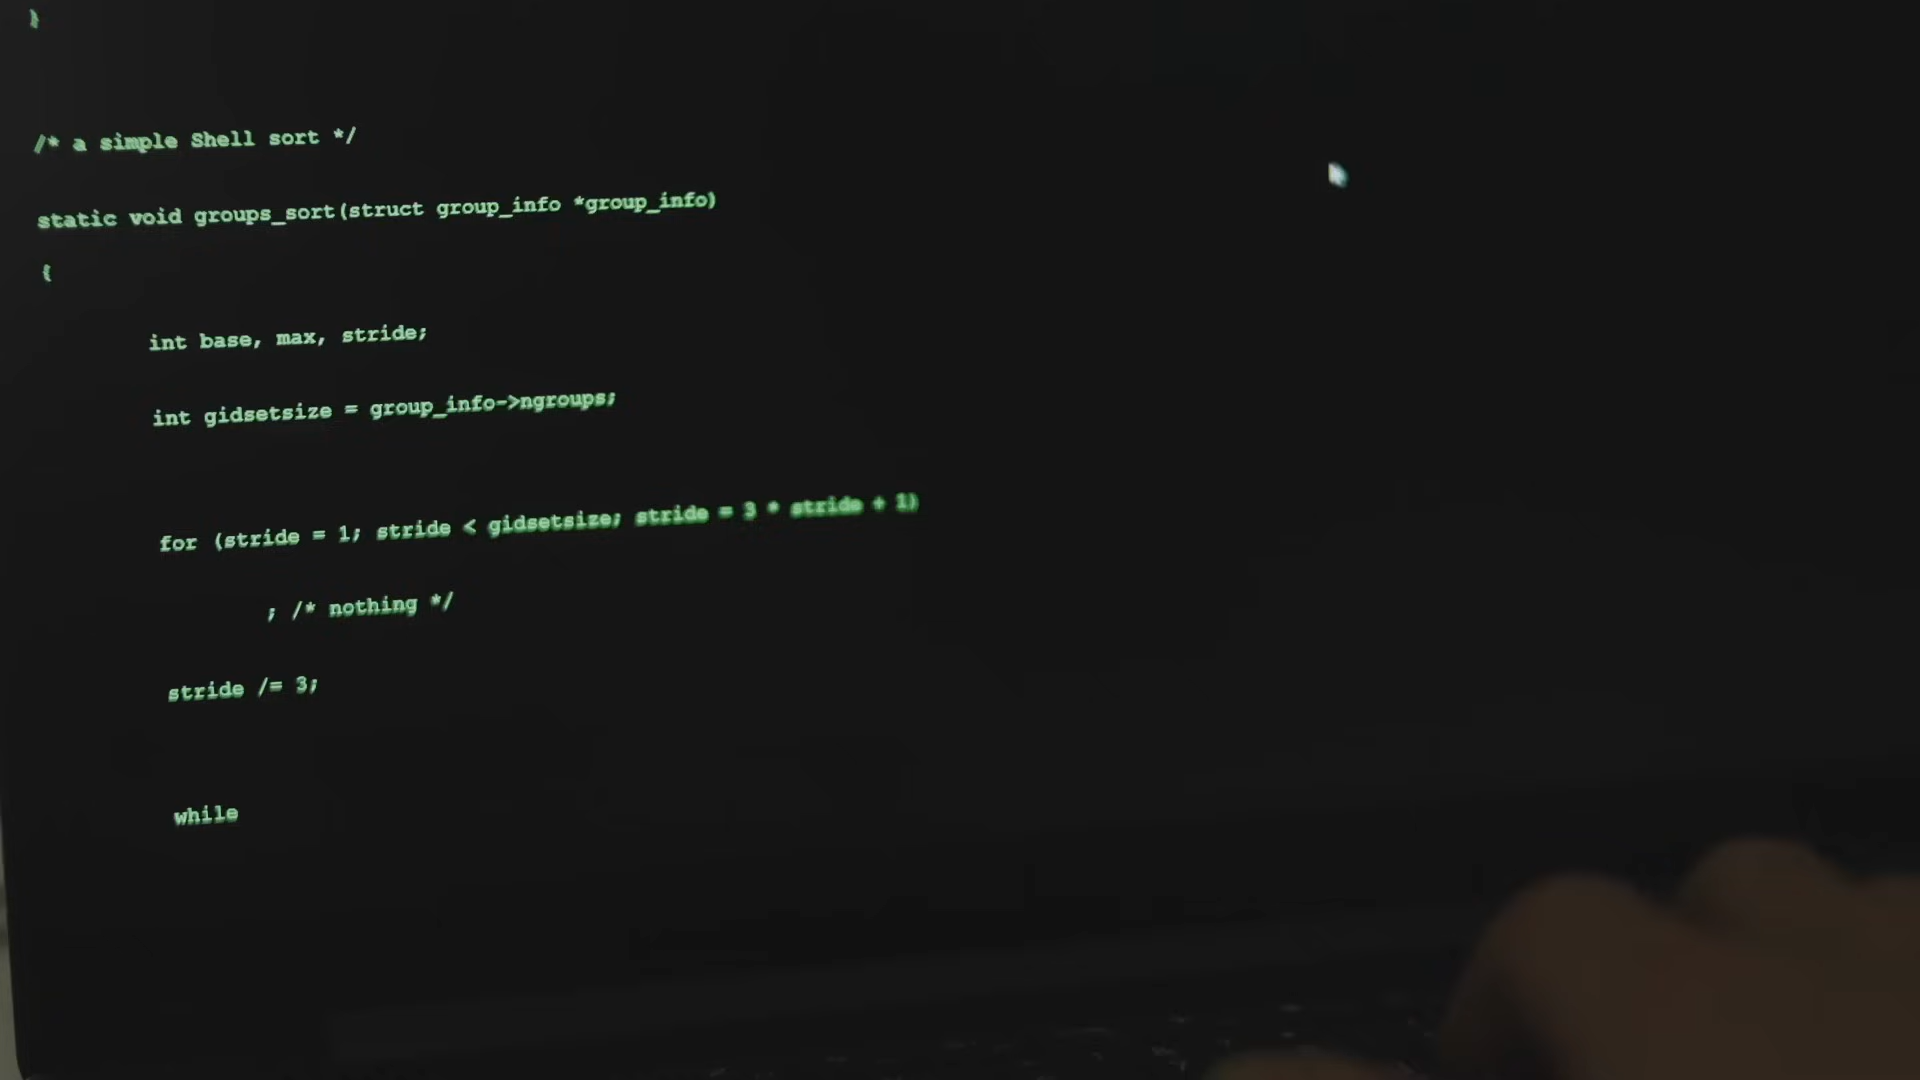 }
/* a simple Shell sort */
static void groups_sort(struct group_info *group_info)
{
int base, max, stride;
int gidsetsize = group_info->ngroups;
for (stride = 1; stride < gidsetsize; stride = 3 * stride + 1)
; /* nothing */
stride /= 3;
while